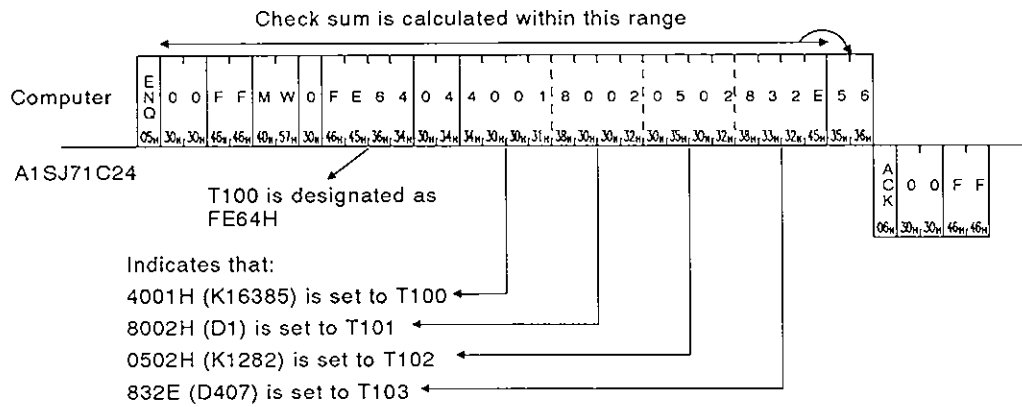 Check sum is calculated within this range
Computer
E N Q 0 0 F F M W 0 F E 6 4 0 4 4 0 0 1 8 0 0 2 0 5 0 2 8 3 2 E 5 6
05H 30H 30H 46H 46H 40H 57H 30H 46H 45H 36H 34H 30H 34H 34H 30H 30H 31H 38H 30H 30H 32H 30H 35H 30H 32H 38H 33H 32H 45H 35H 36H
A1SJ71C24
A C K 0 0 F F
06H 30H 30H 46H 46H
T100 is designated as
FE64H
Indicates that:
4001H (K16385) is set to T100
8002H (D1) is set to T101
0502H (K1282) is set to T102
832E (D407) is set to T103